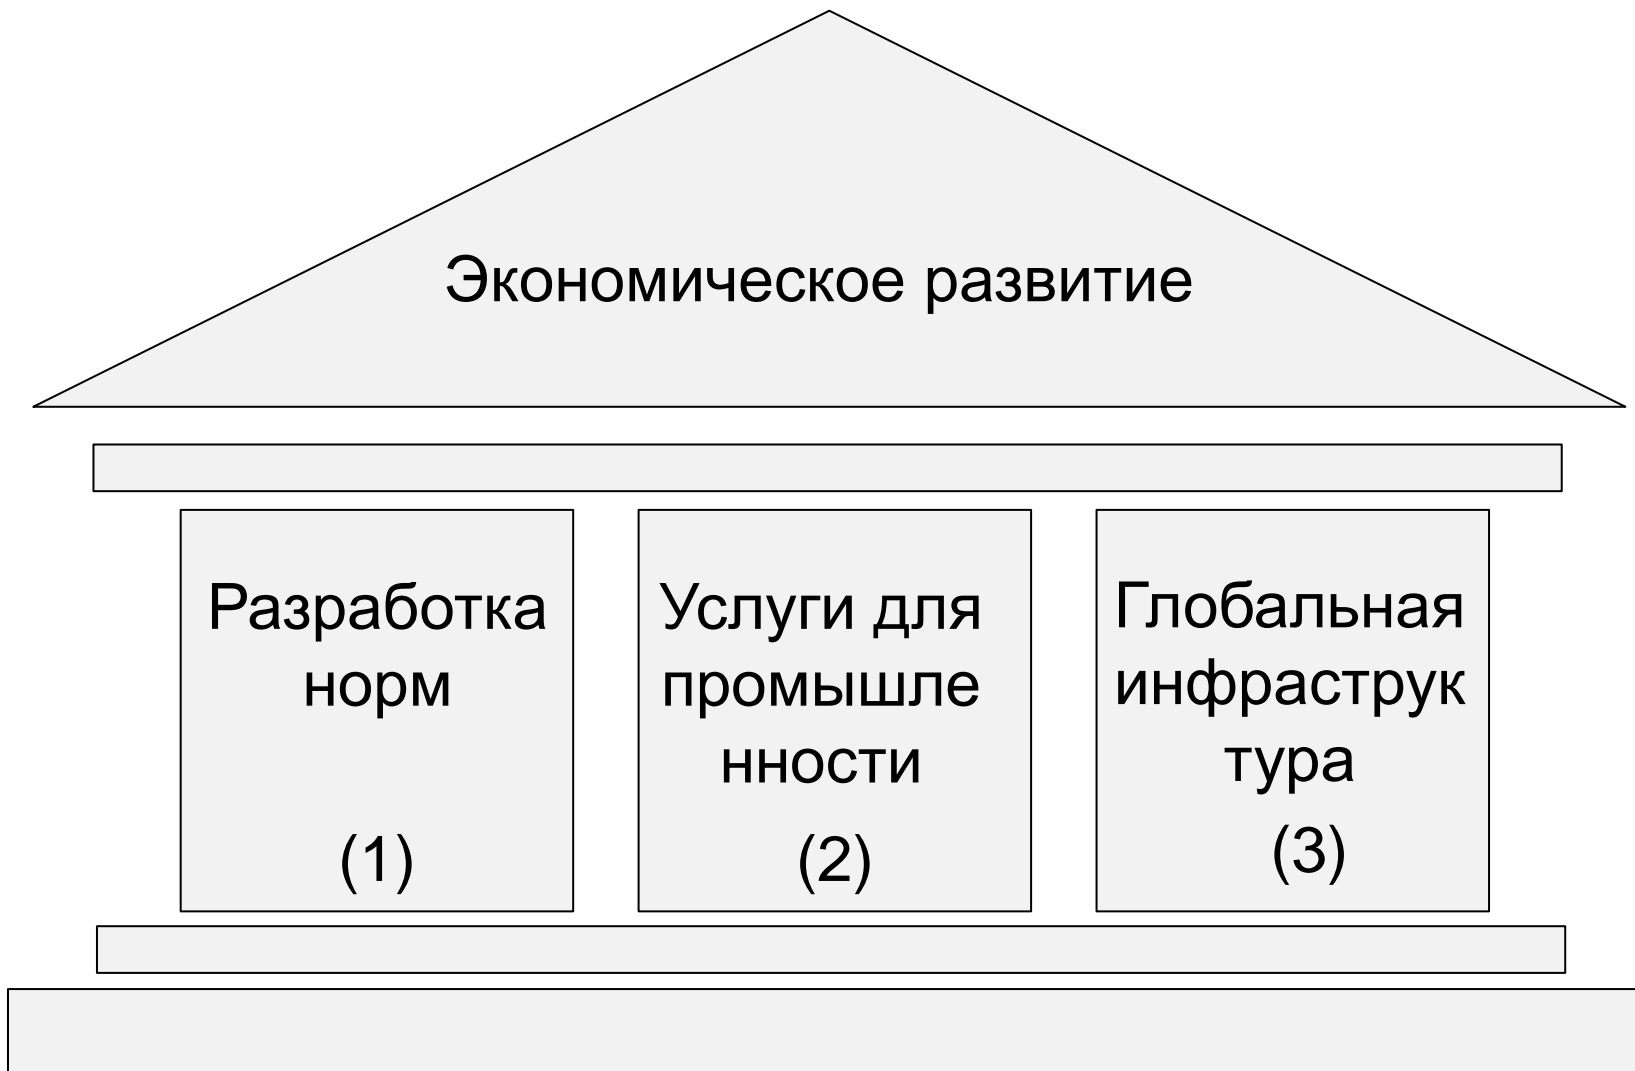 Экономическое развитие
Разработка
норм
(1)
Услуги для
промышле
нности
(2)
Глобальная
инфраструк
тура
(3)